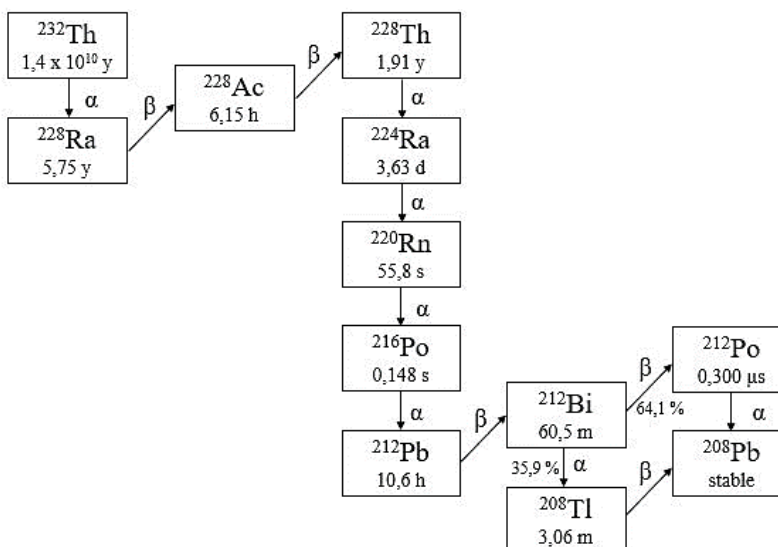 ²³²Th
1,4 x 10¹⁰ y
α
²²⁸Ra
5,75 y
β
²²⁸Ac
6,15 h
β
²²⁸Th
1,91 y
α
²²⁴Ra
3,63 d
α
²²⁰Rn
55,8 s
α
²¹⁶Po
0,148 s
α
²¹²Pb
10,6 h
β
²¹²Bi
60,5 m
β
64,1 %
²¹²Po
0,300 µs
α
35,9 % α
²⁰⁸Tl
3,06 m
β
²⁰⁸Pb
stable